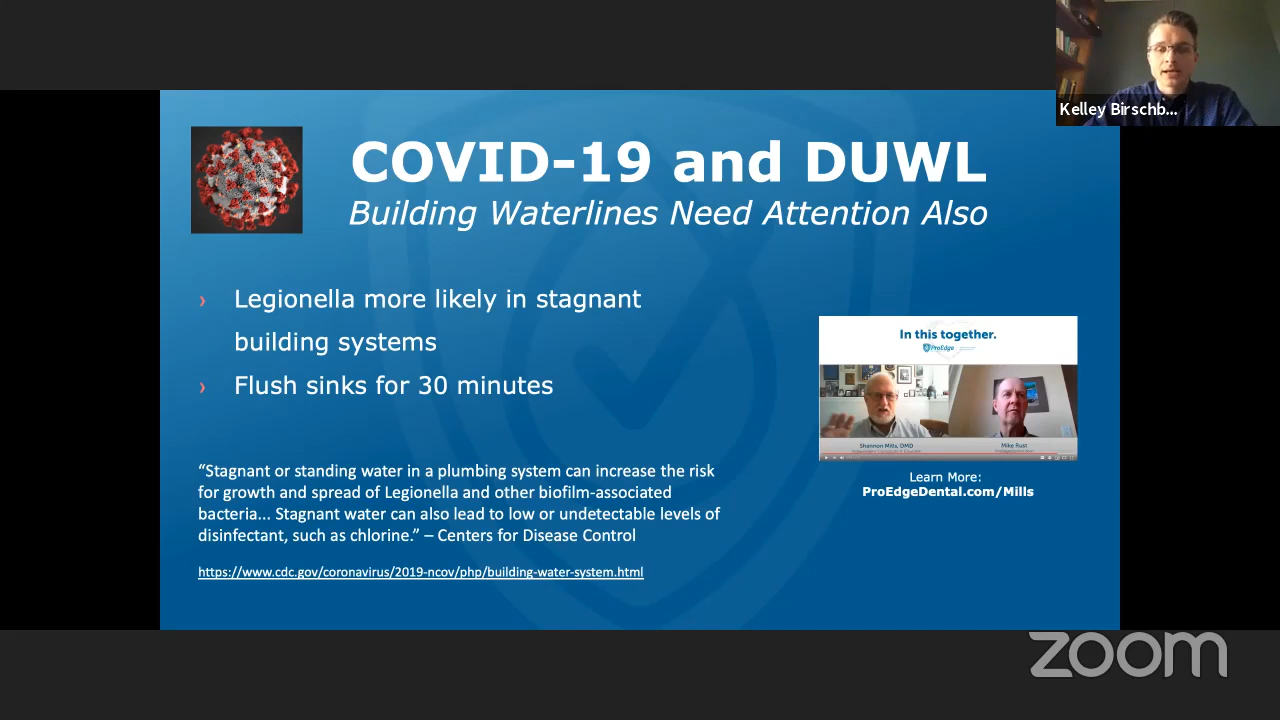 Kelley Birschb...
COVID-19 and DUWL
Building Waterlines Need Attention Also
› Legionella more likely in stagnant
building systems
› Flush sinks for 30 minutes
In this together.
ProEdge
Shannon Mills, DMD
Mike Rust
Learn More:
ProEdgeDental.com/Mills
“Stagnant or standing water in a plumbing system can increase the risk
for growth and spread of Legionella and other biofilm-associated
bacteria... Stagnant water can also lead to low or undetectable levels of
disinfectant, such as chlorine.” – Centers for Disease Control
https://www.cdc.gov/coronavirus/2019-ncov/php/building-water-system.html
zoom